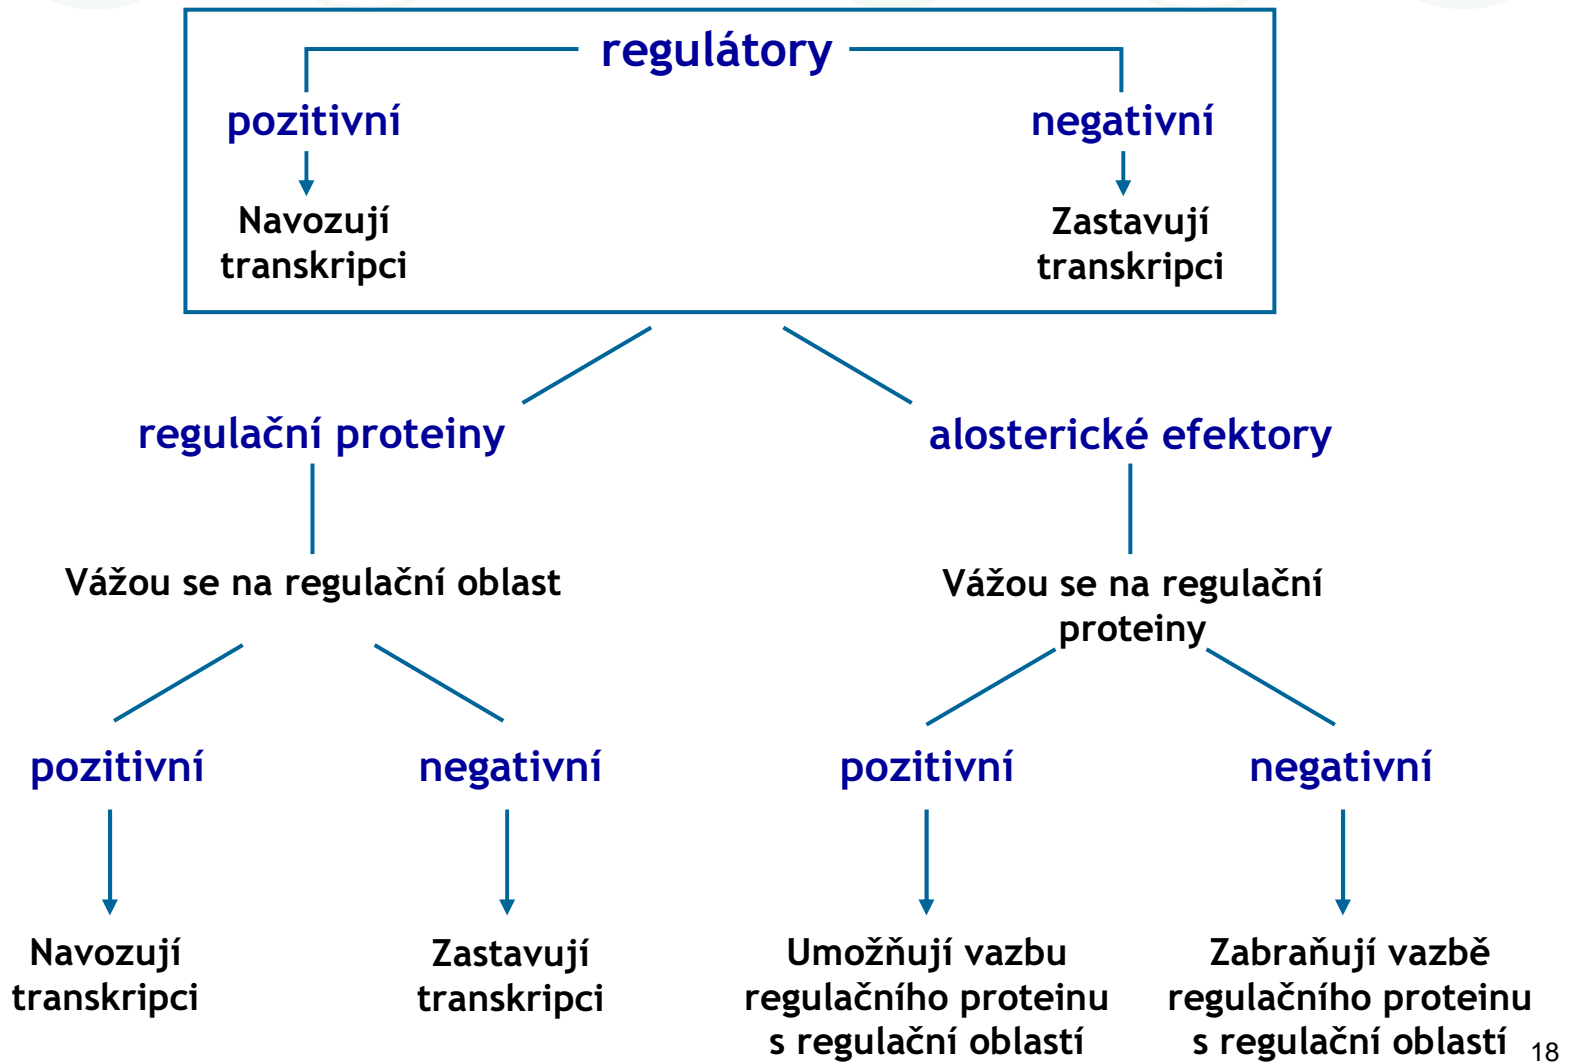 regulátory
pozitivní
negativní
Navozují
transkripci
Zastavují
transkripci
regulační proteiny
alosterické efektory
Vážou se na regulační oblast
Vážou se na regulační
proteiny
pozitivní
negativní
pozitivní
negativní
Navozují
transkripci
Zastavují
transkripci
Umožňují vazbu
regulačního proteinu
s regulační oblastí
Zabraňují vazbě
regulačního proteinu
s regulační oblastí
18